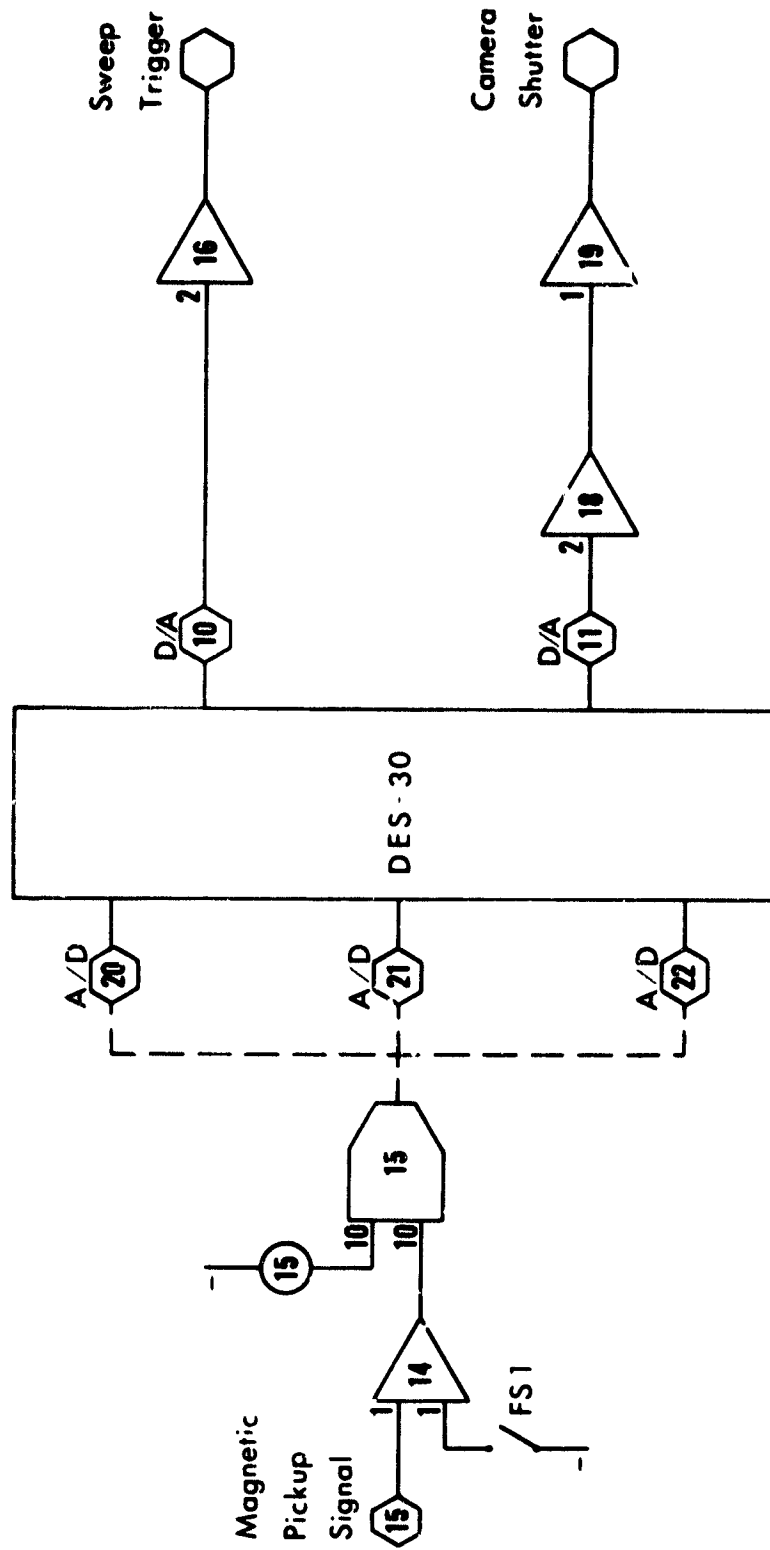 Magnetic
Pickup
Signal
15
1
1
14
FS1
-
-
15
10
10
15
A/D
20
A/D
21
A/D
22
DES-30
D/A
10
D/A
11
2
16
Sweep
Trigger
2
18
1
19
Camera
Shutter